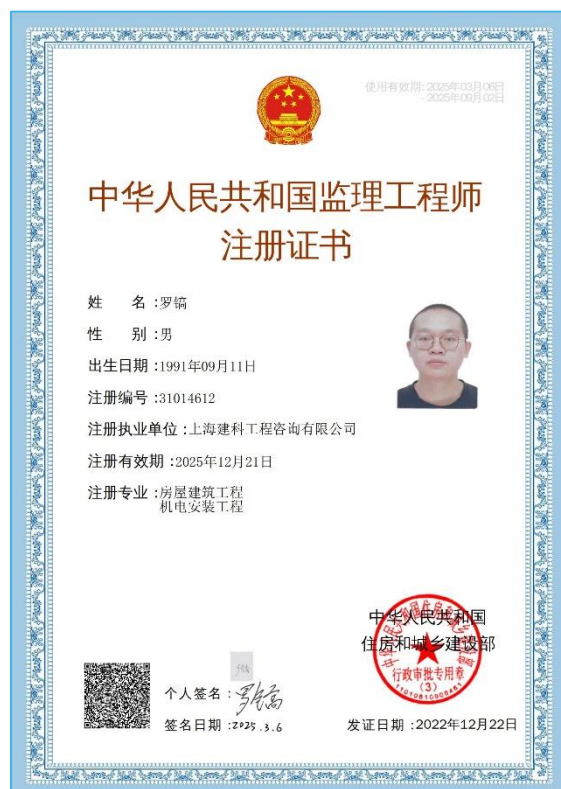 使用有效期: 2025年03月06日
- 2025年09月02日
中华人民共和国监理工程师
注册证书
姓 名 :罗镐
性 别 :男
出生日期 :1991年09月11日
注册编号 :31014612
注册执业单位 :上海建科工程咨询有限公司
注册有效期 :2025年12月21日
注册专业 :房屋建筑工程
机电安装工程
中华人民共和国
住房和城乡建设部
行政审批专用章
(3)
个人签名 :罗镐
签名日期 :2025.3.6
发证日期 :2022年12月22日